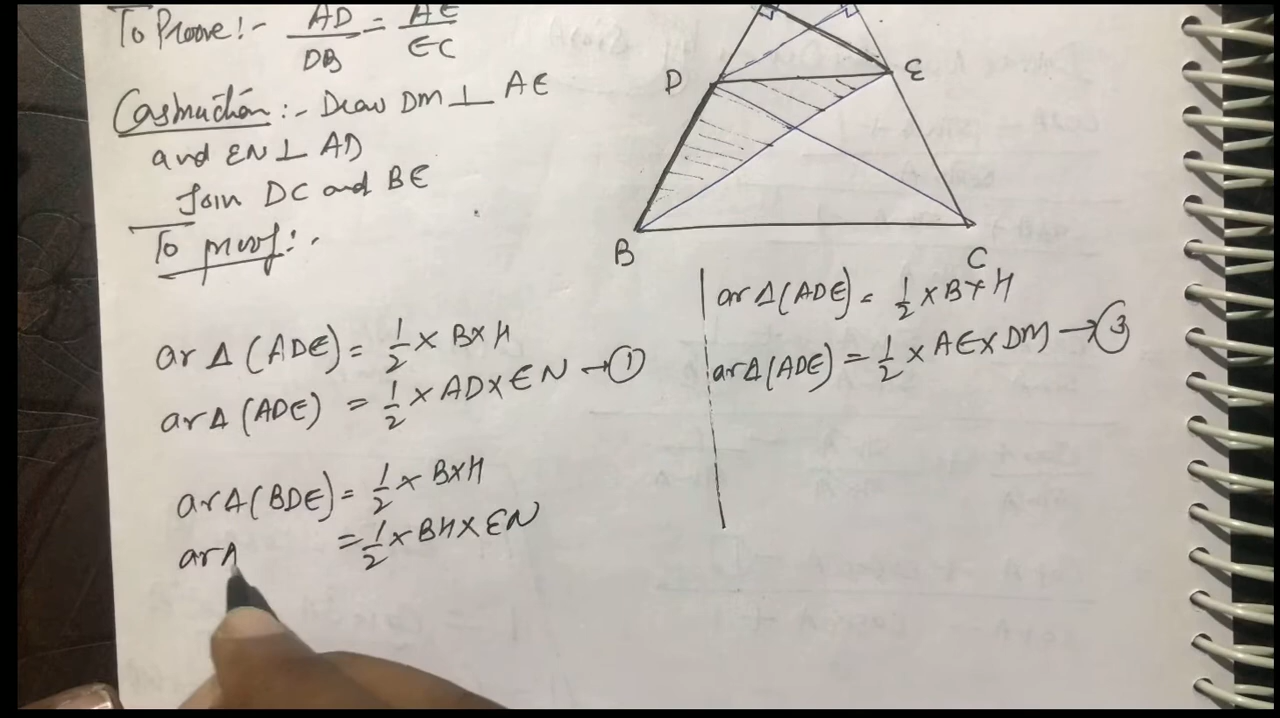 To Proove:- AD/DB = AE/EC
Costruction:- Draw DM ⊥ AE
and EN ⊥ AD
Join DC and BE
To proof:-
D
E
B
C
ar Δ(ADE) = 1/2 × B × H
ar Δ(ADE) = 1/2 × AD × EN → ①
ar Δ(BDE) = 1/2 × B × H
ar Δ = 1/2 × BH × EN
ar Δ(ADE) = 1/2 × B × H
ar Δ(ADE) = 1/2 × AE × DM → ③